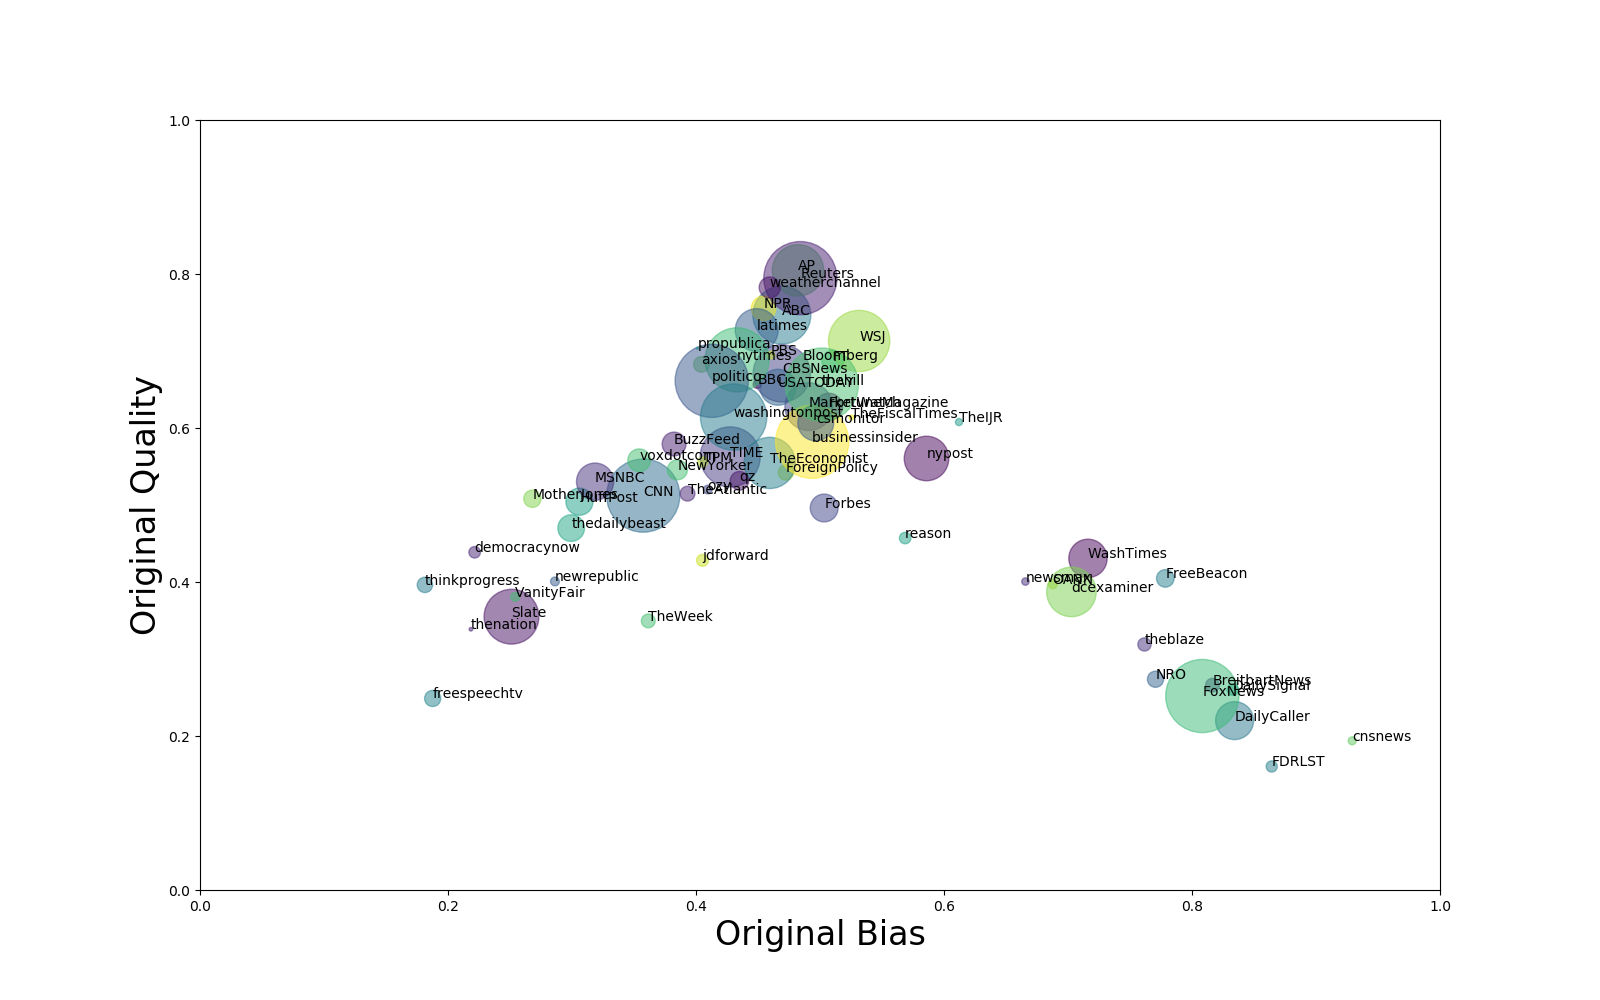 1.0
0.8
0.6
0.4
0.2
0.0
Original Quality
AP
Reuters
weatherchannel
NPR
ABC
latimes
WSJ
propublica
PBS
nytimes
Bloomberg
FT
axios
CBSNews
politico
BBC
USATODAY
thehill
MarketWatch
FortuneMagazine
washingtonpost
TheFiscalTimes
csmonitor
TheIJR
BuzzFeed
businessinsider
TIME
voxdotcom
TPM
TheEconomist
nypost
NewYorker
ForeignPolicy
MSNBC
qz
CNN
TheAtlantic
ozy
MotherJones
HuffPost
Forbes
thedailybeast
reason
democracynow
jdforward
WashTimes
thinkprogress
newrepublic
newsmax
OANN
FreeBeacon
dcexaminer
VanityFair
Slate
thenation
TheWeek
theblaze
NRO
BreitbartNews
DailySignal
FoxNews
freespeechtv
DailyCaller
cnsnews
FDRLST
0.0 0.2 0.4 0.6 0.8 1.0
Original Bias